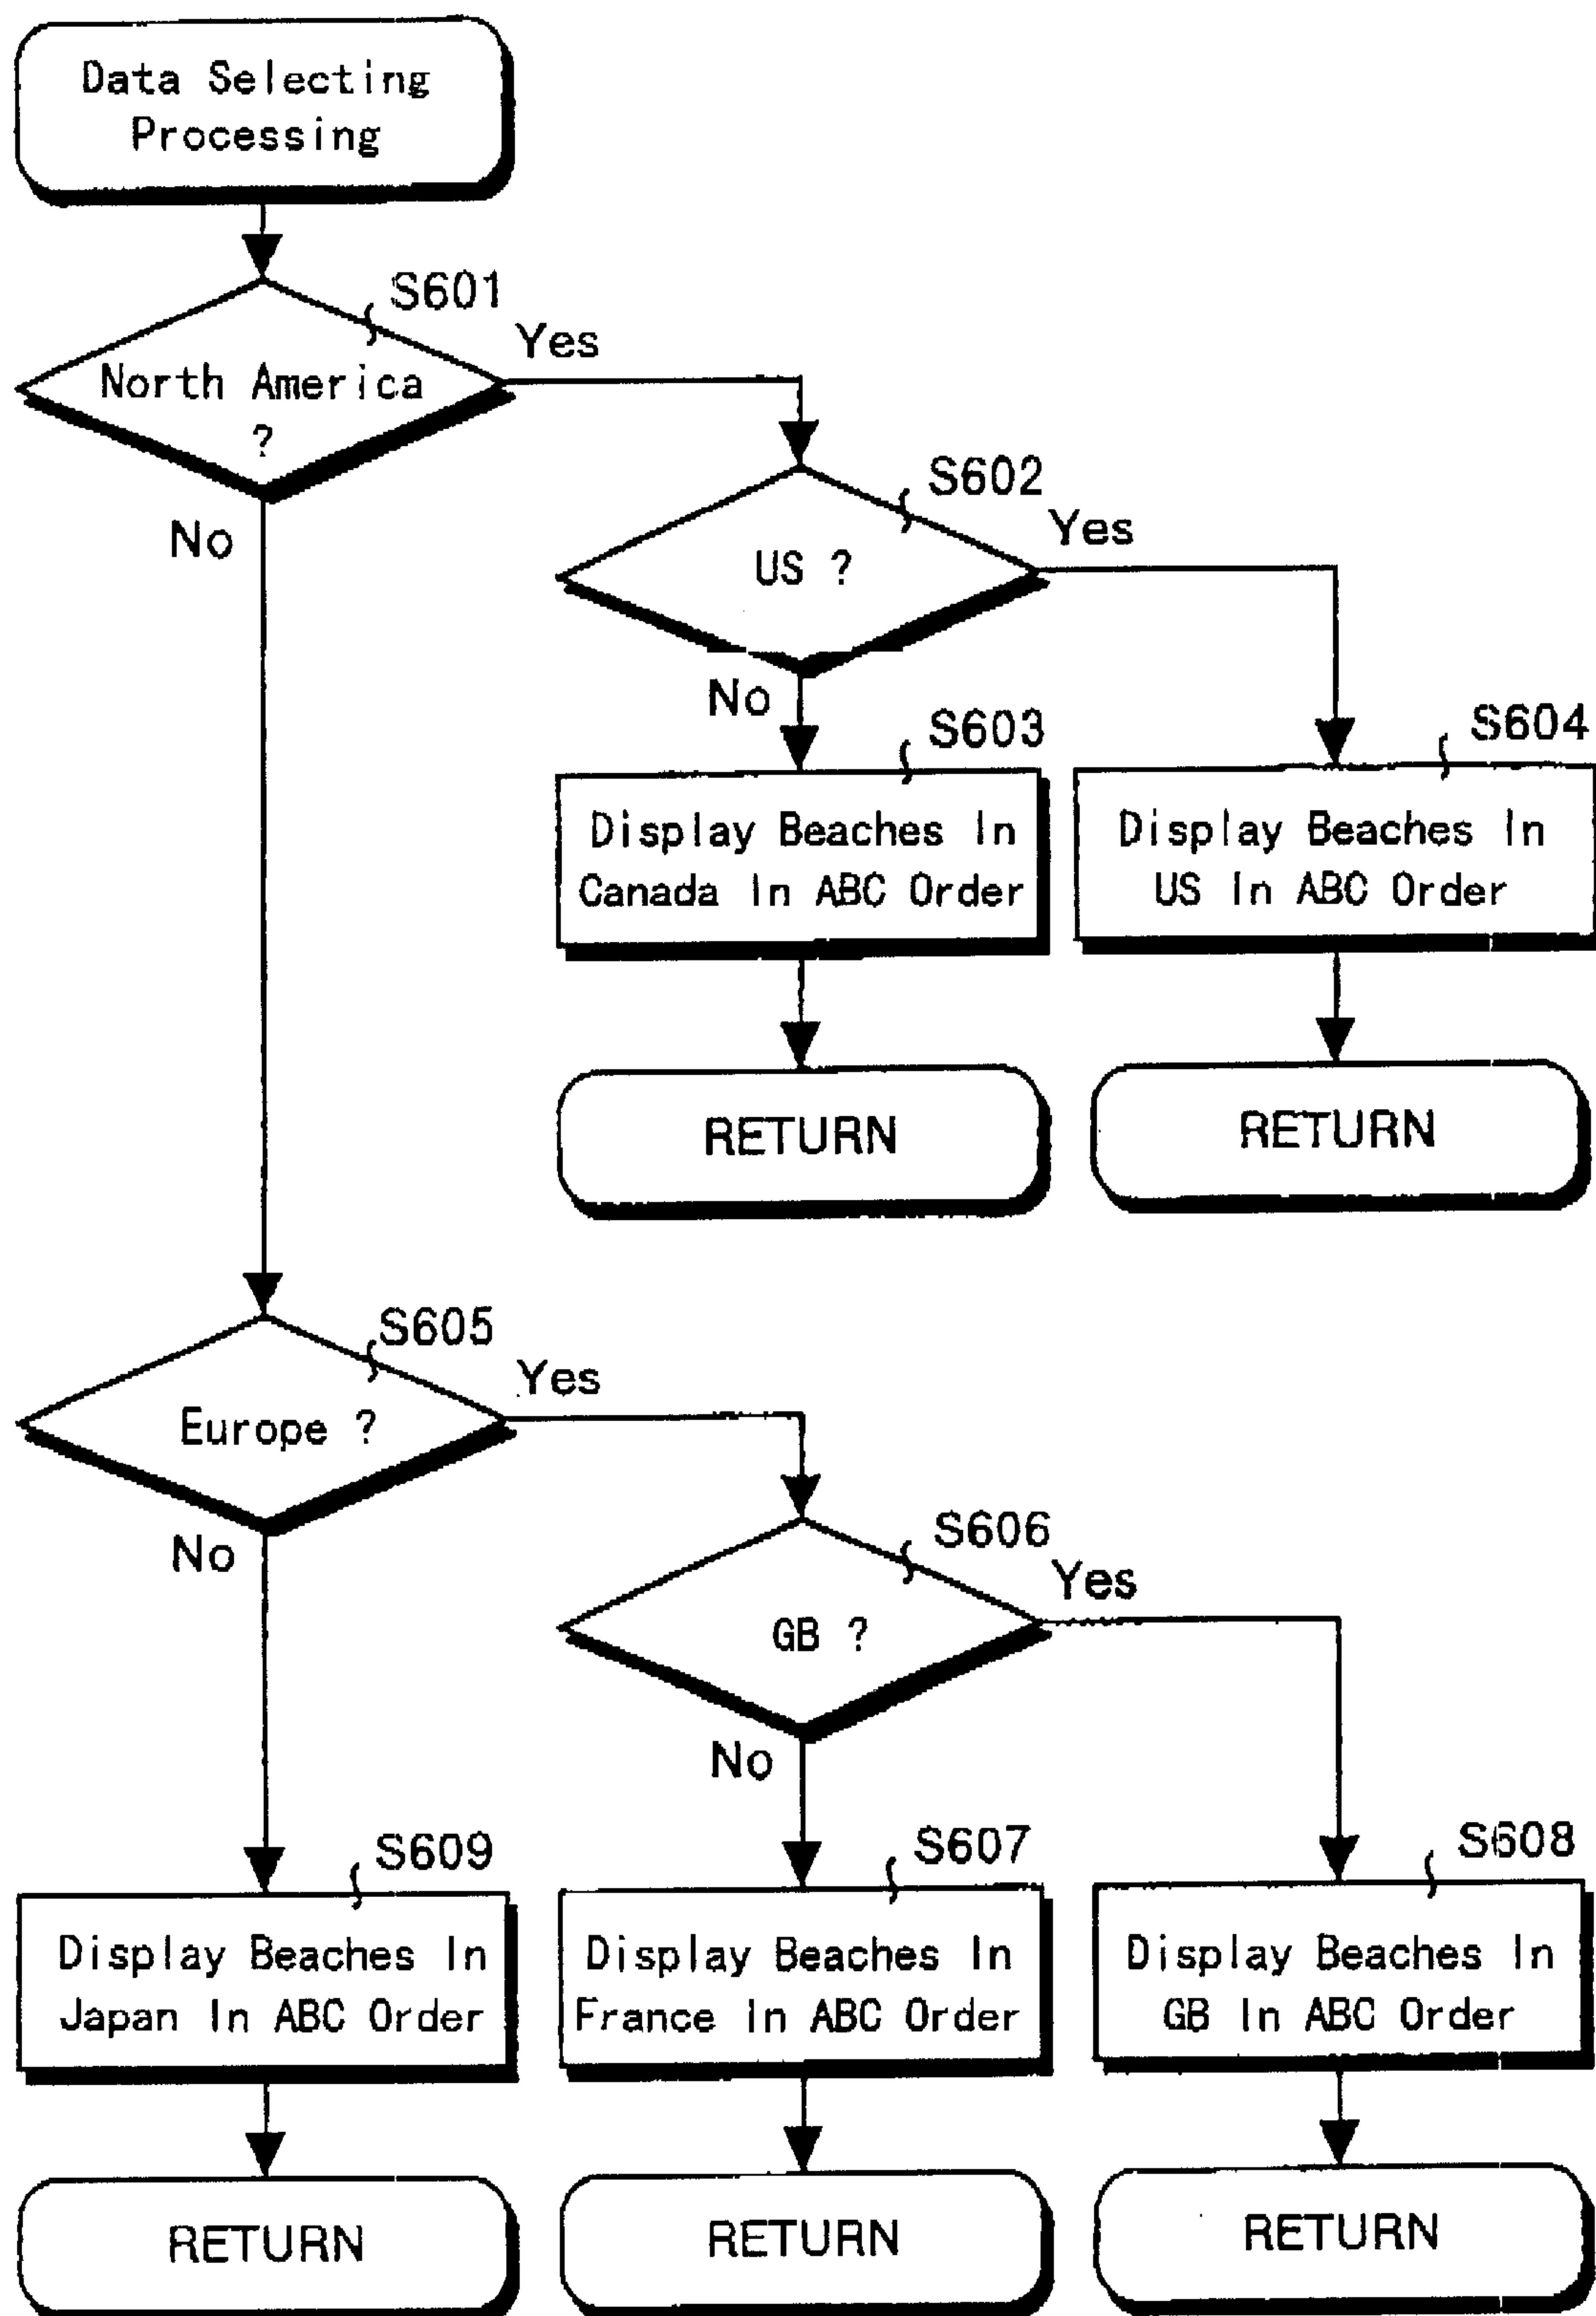 Data Selecting
Processing
S601
Yes
North America
?
No
S602
Yes
US ?
No
S603
S604
Display Beaches In
Canada In ABC Order
Display Beaches In
US In ABC Order
RETURN
RETURN
S605
Yes
Europe ?
No
S606
Yes
GB ?
No
S609
S607
S608
Display Beaches In
Japan In ABC Order
Display Beaches In
France In ABC Order
Display Beaches In
GB In ABC Order
RETURN
RETURN
RETURN